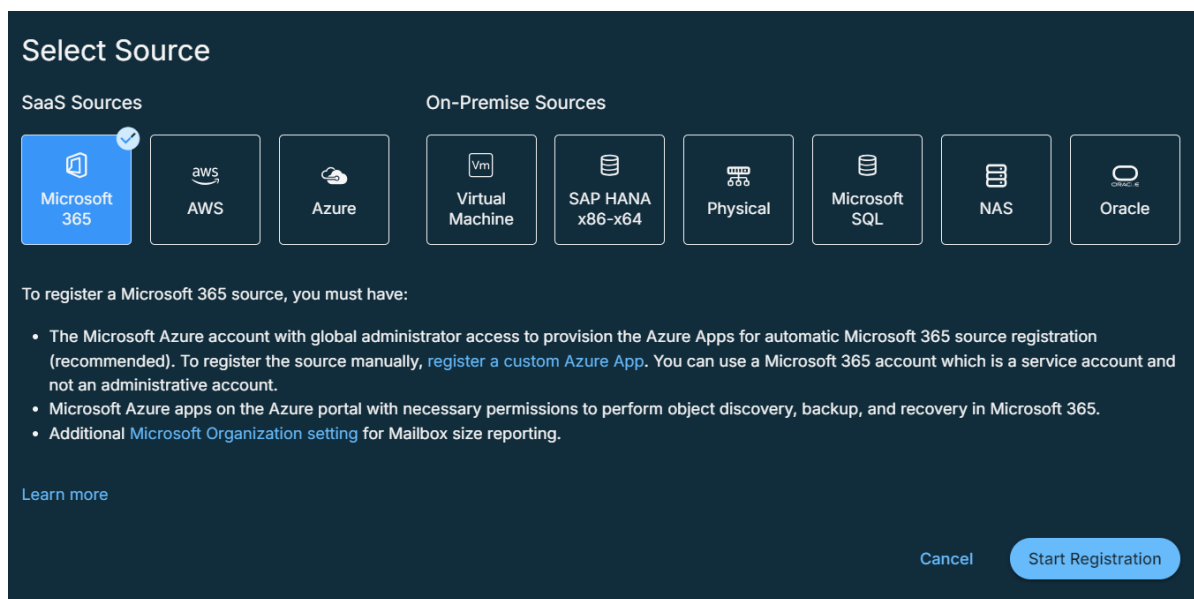 Select Source
SaaS Sources
On-Premise Sources
Microsoft
365
aws
AWS
Azure
Vm
Virtual
Machine
SAP HANA
x86-x64
Physical
Microsoft
SQL
NAS
ORACLE
Oracle
To register a Microsoft 365 source, you must have:
• The Microsoft Azure account with global administrator access to provision the Azure Apps for automatic Microsoft 365 source registration
(recommended). To register the source manually, register a custom Azure App. You can use a Microsoft 365 account which is a service account and
not an administrative account.
• Microsoft Azure apps on the Azure portal with necessary permissions to perform object discovery, backup, and recovery in Microsoft 365.
• Additional Microsoft Organization setting for Mailbox size reporting.
Learn more
Cancel
Start Registration